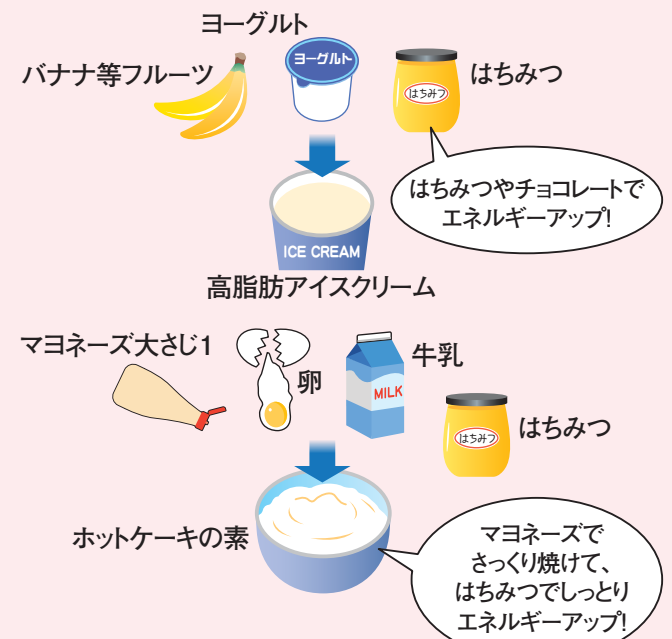 ヨーグルト
バナナ等フルーツ
ヨーグルト
はちみつ
はちみつ
はちみつやチョコレートで
エネルギーアップ!
ICE CREAM
高脂肪アイスクリーム
マヨネーズ大さじ1
卵
牛乳
MILK
はちみつ
はちみつ
ホットケーキの素
マヨネーズで
さっくり焼けて、
はちみつでしっとり
エネルギーアップ!